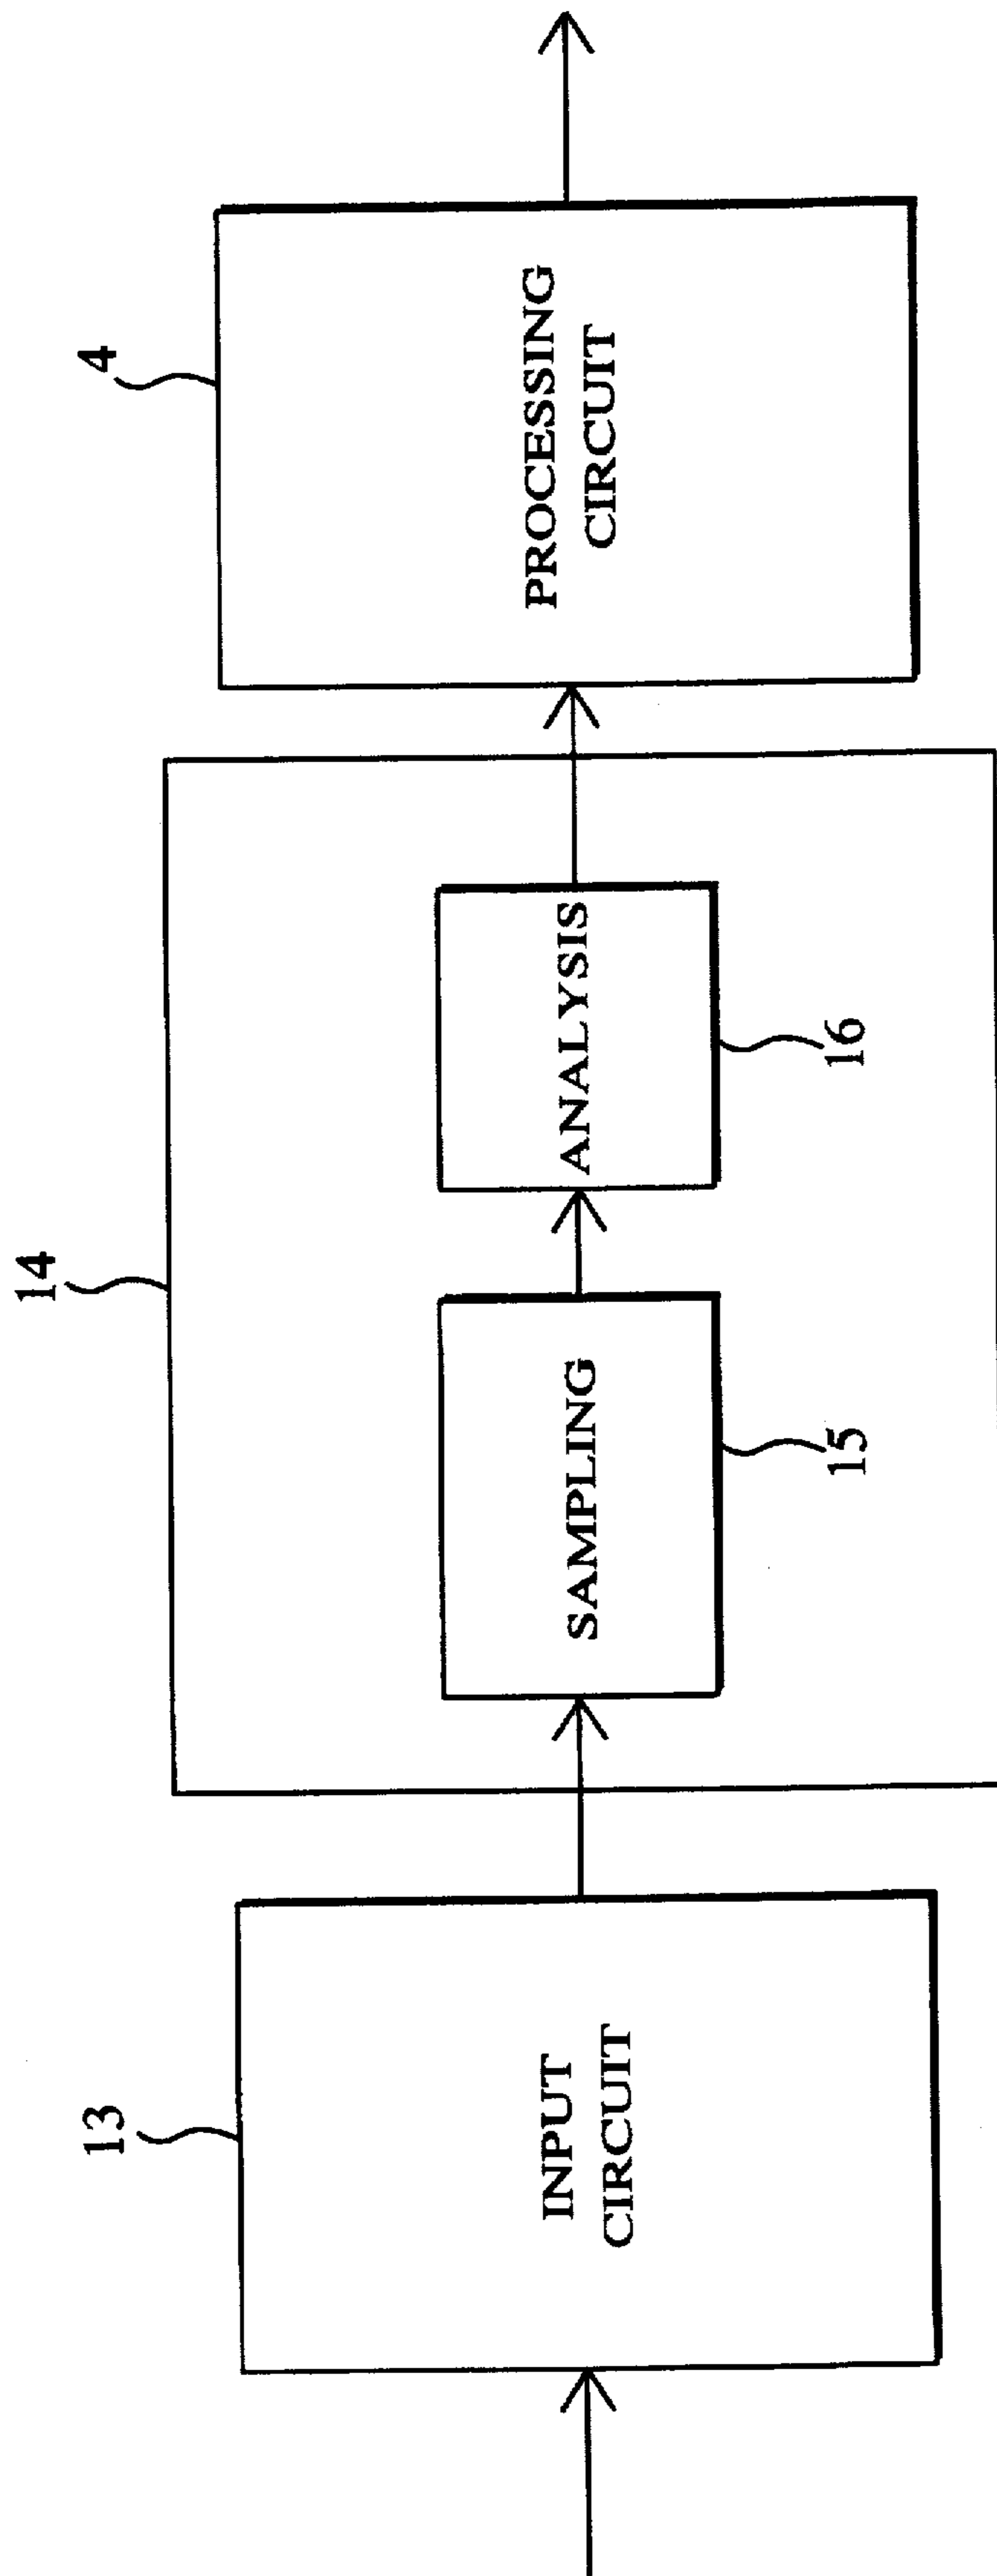 13
INPUT
CIRCUIT
14
SAMPLING
15
ANALYSIS
16
4
PROCESSING
CIRCUIT